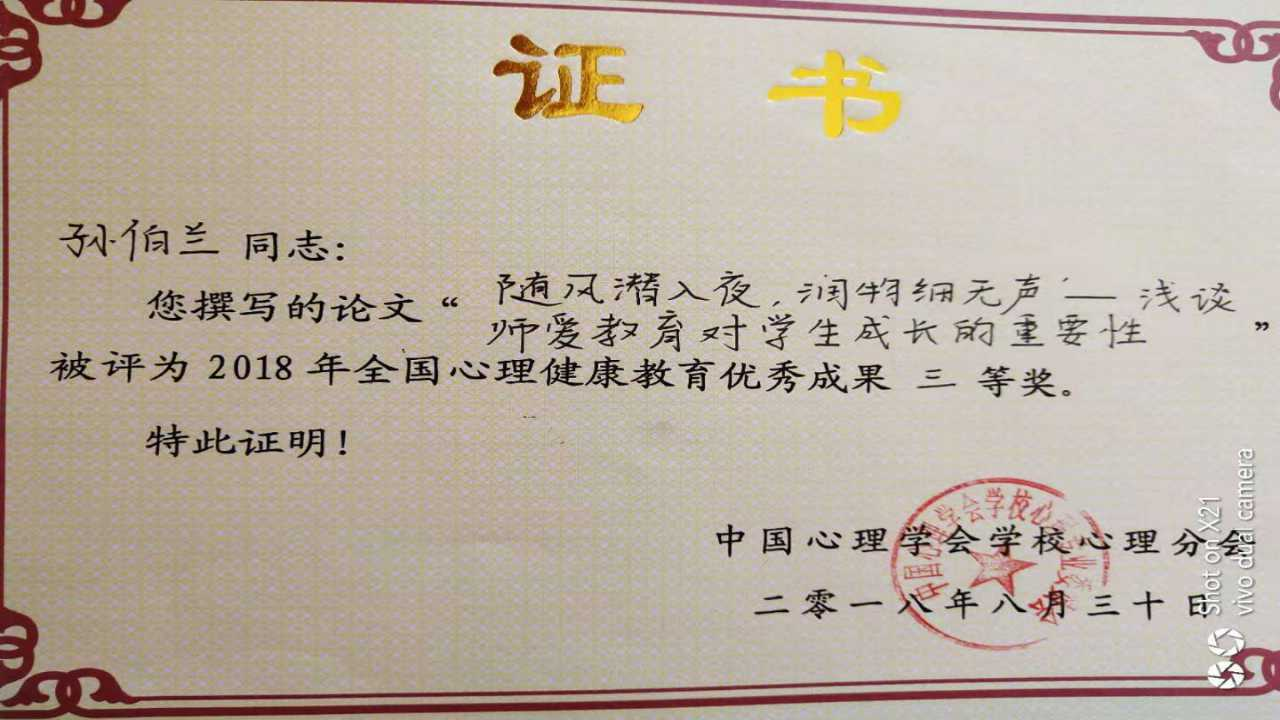 证 书
孙伯兰 同志:
您撰写的论文“ 随风潜入夜,润物细无声 — 浅谈
师爱教育对学生成长的重要性 ”
被评为 2018 年全国心理健康教育优秀成果 三 等奖。
特此证明!
中国心理学会学校心理分会
二零一八年八月三十日
shot on X21
vivo dual camera